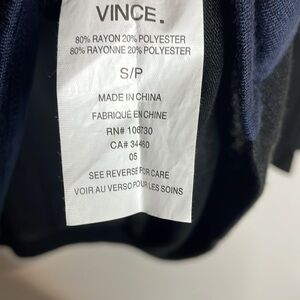 VINCE.
80% RAYON 20% POLYESTER
80% RAYONNE 20% POLYESTER
S/P
MADE IN CHINA
FABRIQUÉ EN CHINE
RN# 106730
CA# 34460
05
SEE REVERSE FOR CARE
VOIR AU VERSO POUR LES SOINS